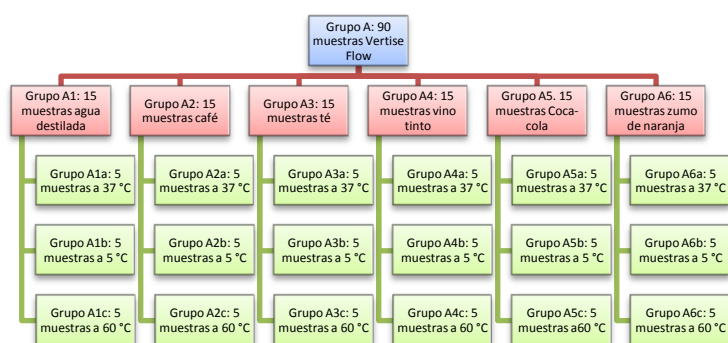 Grupo A: 90
muestras Vertise
Flow
Grupo A1: 15
muestras agua
destilada
Grupo A2: 15
muestras café
Grupo A3: 15
muestras té
Grupo A4: 15
muestras vino
tinto
Grupo A5. 15
muestras Coca-
cola
Grupo A6: 15
muestras zumo
de naranja
Grupo A1a: 5
muestras a 37 °C
Grupo A2a: 5
muestras a 37 °C
Grupo A3a: 5
muestras a 37 °C
Grupo A4a: 5
muestras a 37 °C
Grupo A5a: 5
muestras a 37 °C
Grupo A6a: 5
muestras a 37 °C
Grupo A1b: 5
muestras a 5 °C
Grupo A2b: 5
muestras a 5 °C
Grupo A3b: 5
muestras a 5 °C
Grupo A4b: 5
muestras a 5 °C
Grupo A5b: 5
muestras a 5 °C
Grupo A6b: 5
muestras a 5 °C
Grupo A1c: 5
muestras a 60 °C
Grupo A2c: 5
muestras a 60 °C
Grupo A3c: 5
muestras a 60 °C
Grupo A4c: 5
muestras a 60 °C
Grupo A5c: 5
muestras a60 °C
Grupo A6c: 5
muestras a 60 °C